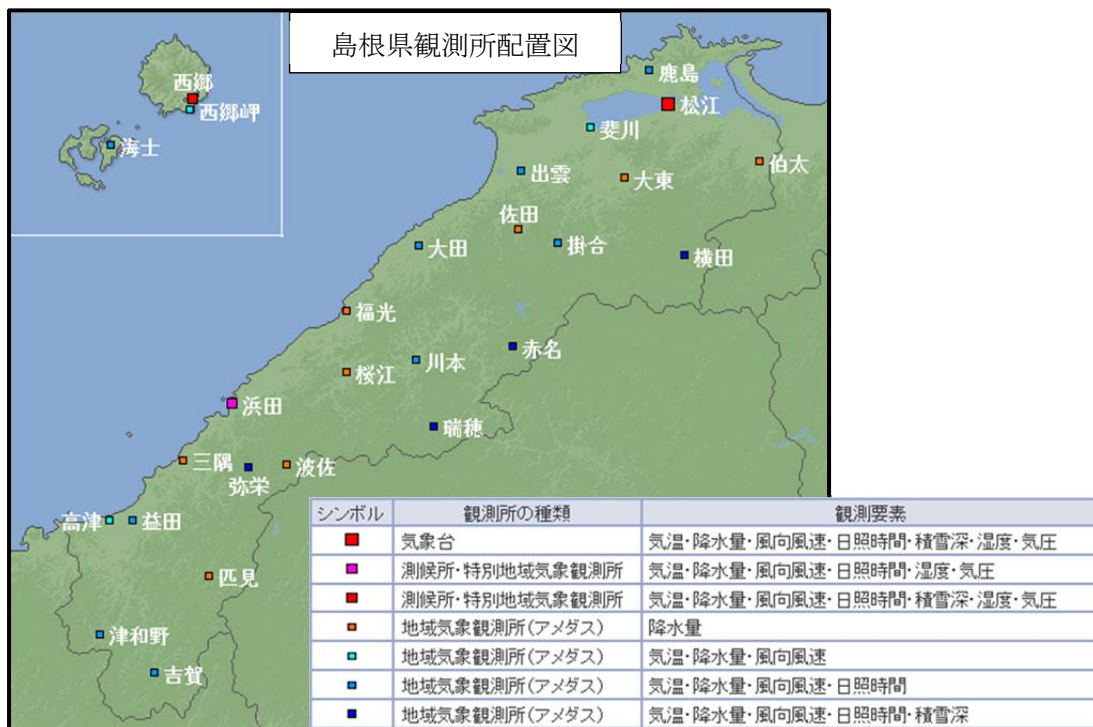 島根県観測所配置図
西郷
西郷岬
海士
鹿島
松江
斐川
出雲
大東
伯太
佐田
大田
掛合
横田
福光
赤名
川本
桜江
浜田
瑞穂
三隅
波佐
弥栄
高津
益田
匹見
津和野
吉賀
シンボル 観測所の種類 観測要素
気象台 気温・降水量・風向風速・日照時間・積雪深・湿度・気圧
測候所・特別地域気象観測所 気温・降水量・風向風速・日照時間・湿度・気圧
測候所・特別地域気象観測所 気温・降水量・風向風速・日照時間・積雪深・湿度・気圧
地域気象観測所(アメダス) 降水量
地域気象観測所(アメダス) 気温・降水量・風向風速
地域気象観測所(アメダス) 気温・降水量・風向風速・日照時間
地域気象観測所(アメダス) 気温・降水量・風向風速・日照時間・積雪深